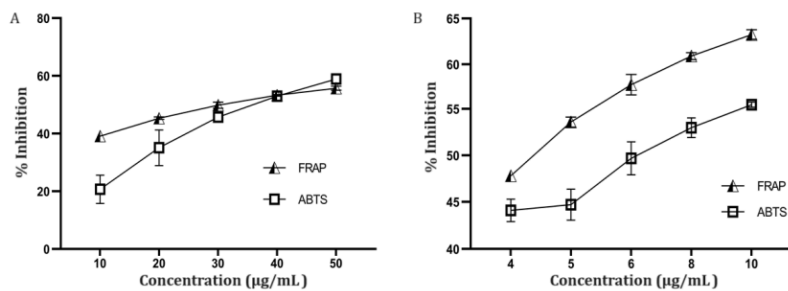 A
% Inhibition
80
60
40
20
0
FRAP
ABTS
10 20 30 40 50
Concentration (µg/mL)
B
% Inhibition
65
60
55
50
45
40
FRAP
ABTS
4 5 6 8 10
Concentration (µg/mL)